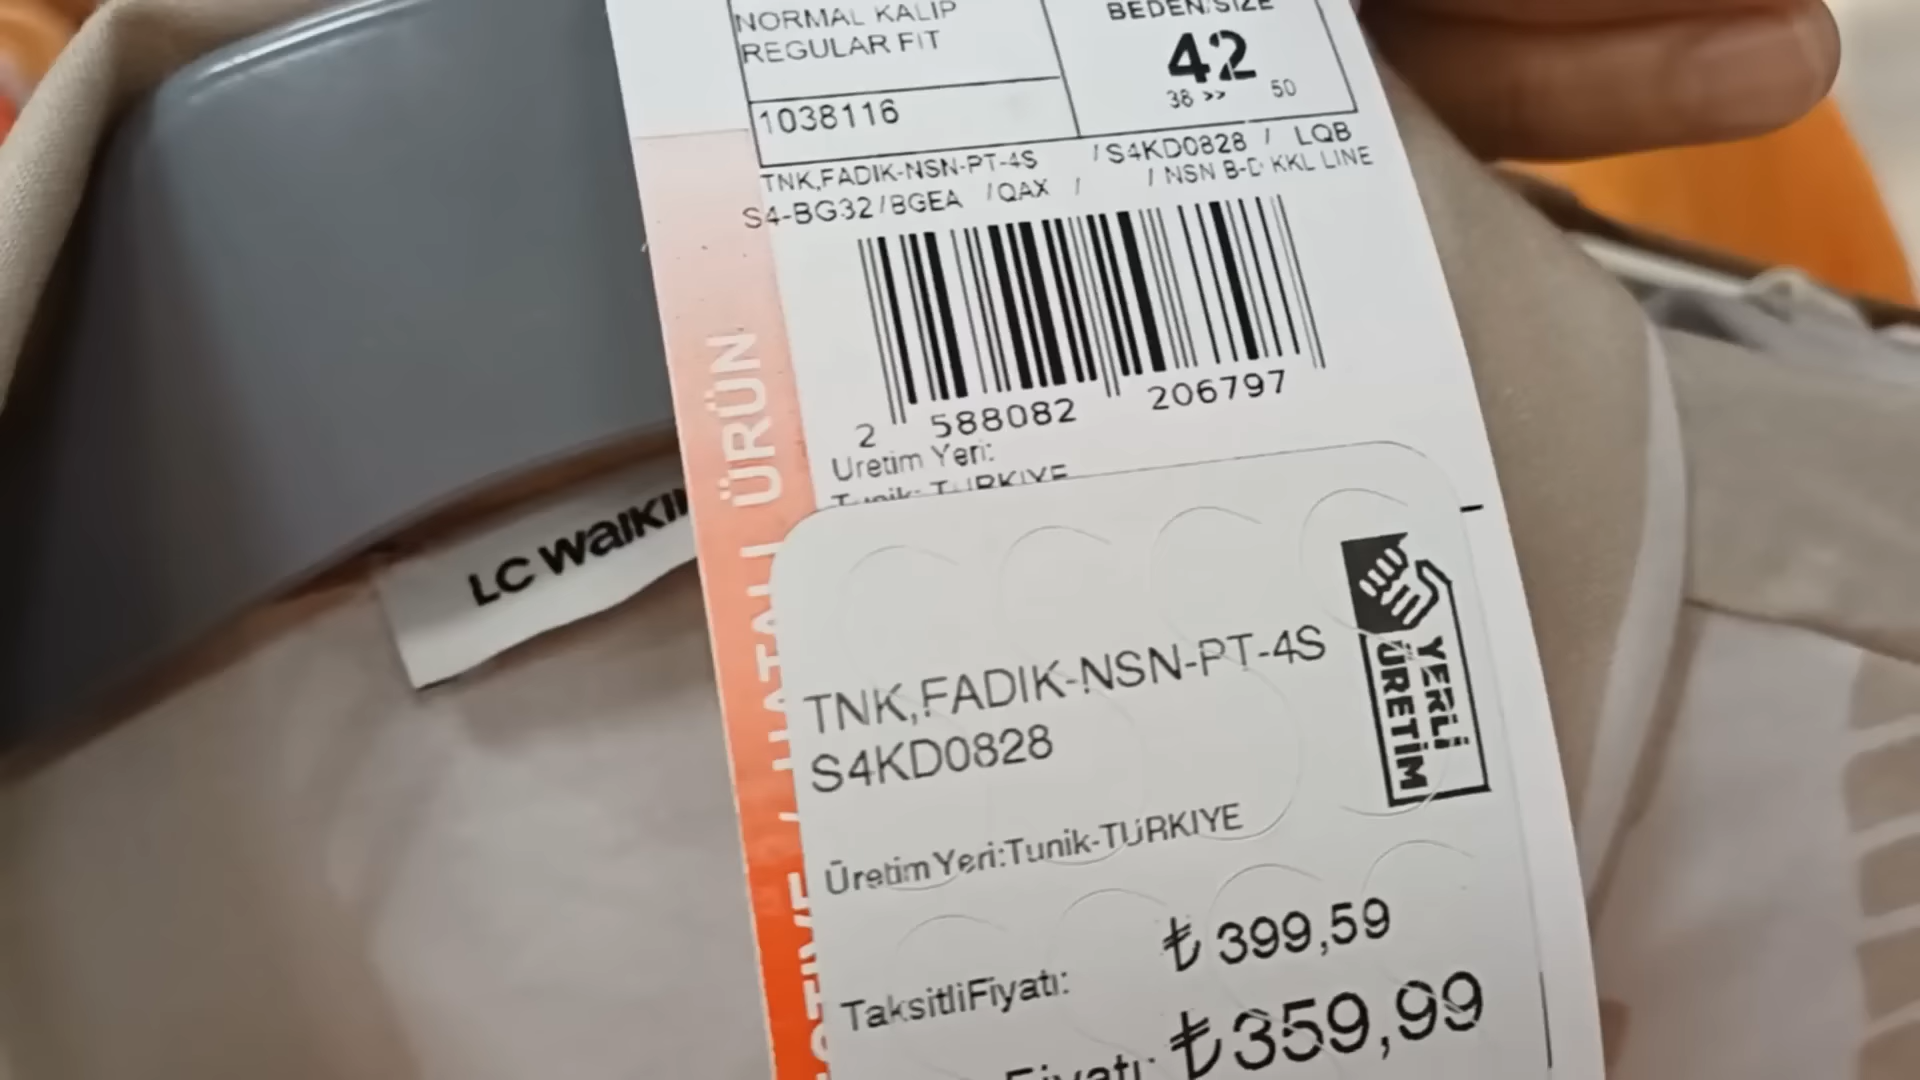 NORMAL KALIP
REGULAR FIT
1038116
BEDEN/SIZE
42
38 >> 50
TNK,FADIK-NSN-PT-4S /S4KD0828 / LQB
S4-BG32/BGEA /QAX / / NSN B-D KKL LINE
2 588082 206797
Uretim Yeri:
Tunik-TURKIYE
LC Waikiki
ÜRÜN
HATALI
TNK,FADIK-NSN-PT-4S
S4KD0828
YERLİ
ÜRETİM
Üretim Yeri:Tunik-TÜRKIYE
TaksitliFiyatı: ₺ 399,59
Fiyatı: ₺359,99